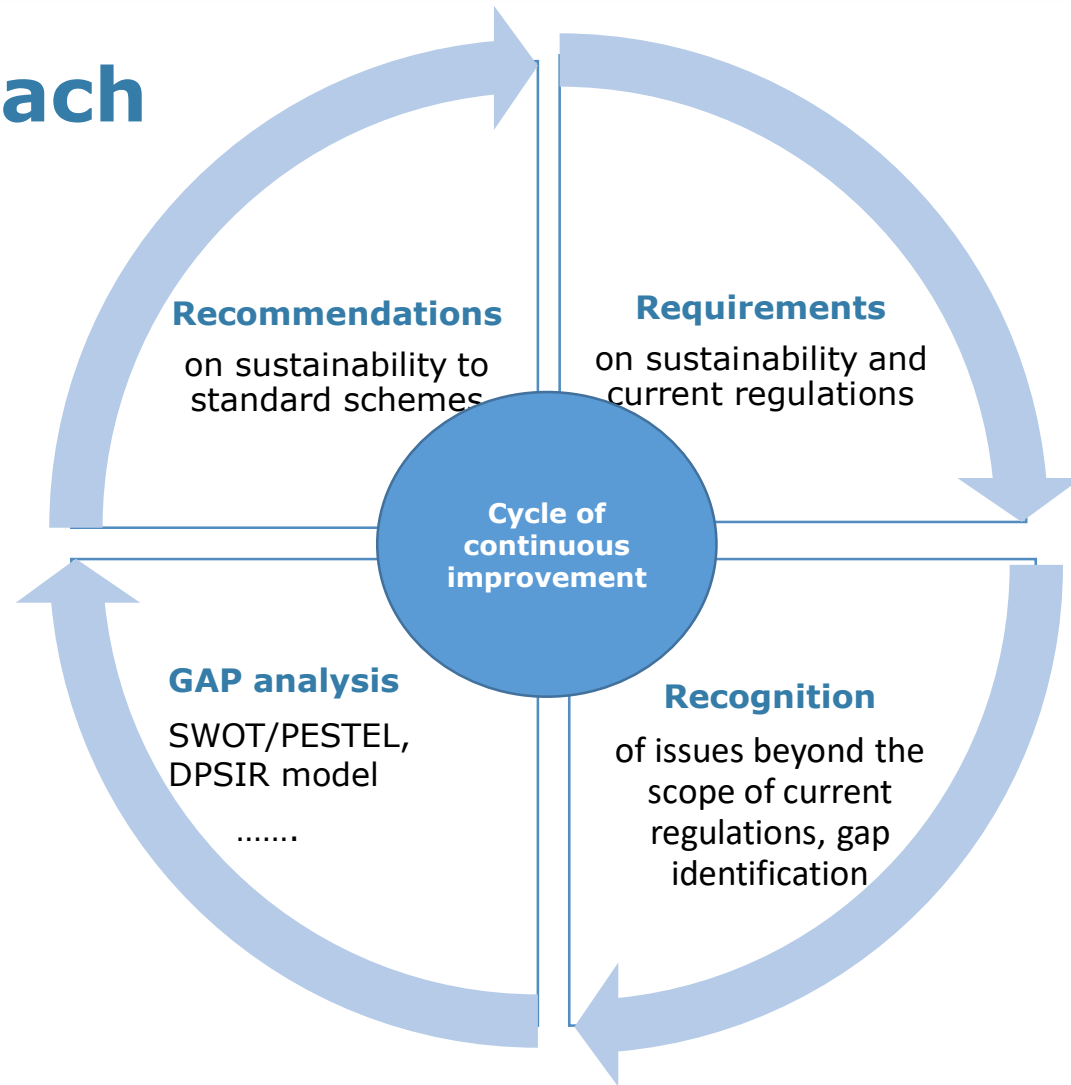 ach
Recommendations
on sustainability to
standard schemes
Requirements
on sustainability and
current regulations
Cycle of
continuous
improvement
GAP analysis
SWOT/PESTEL,
DPSIR model
…….
Recognition
of issues beyond the
scope of current
regulations, gap
identification